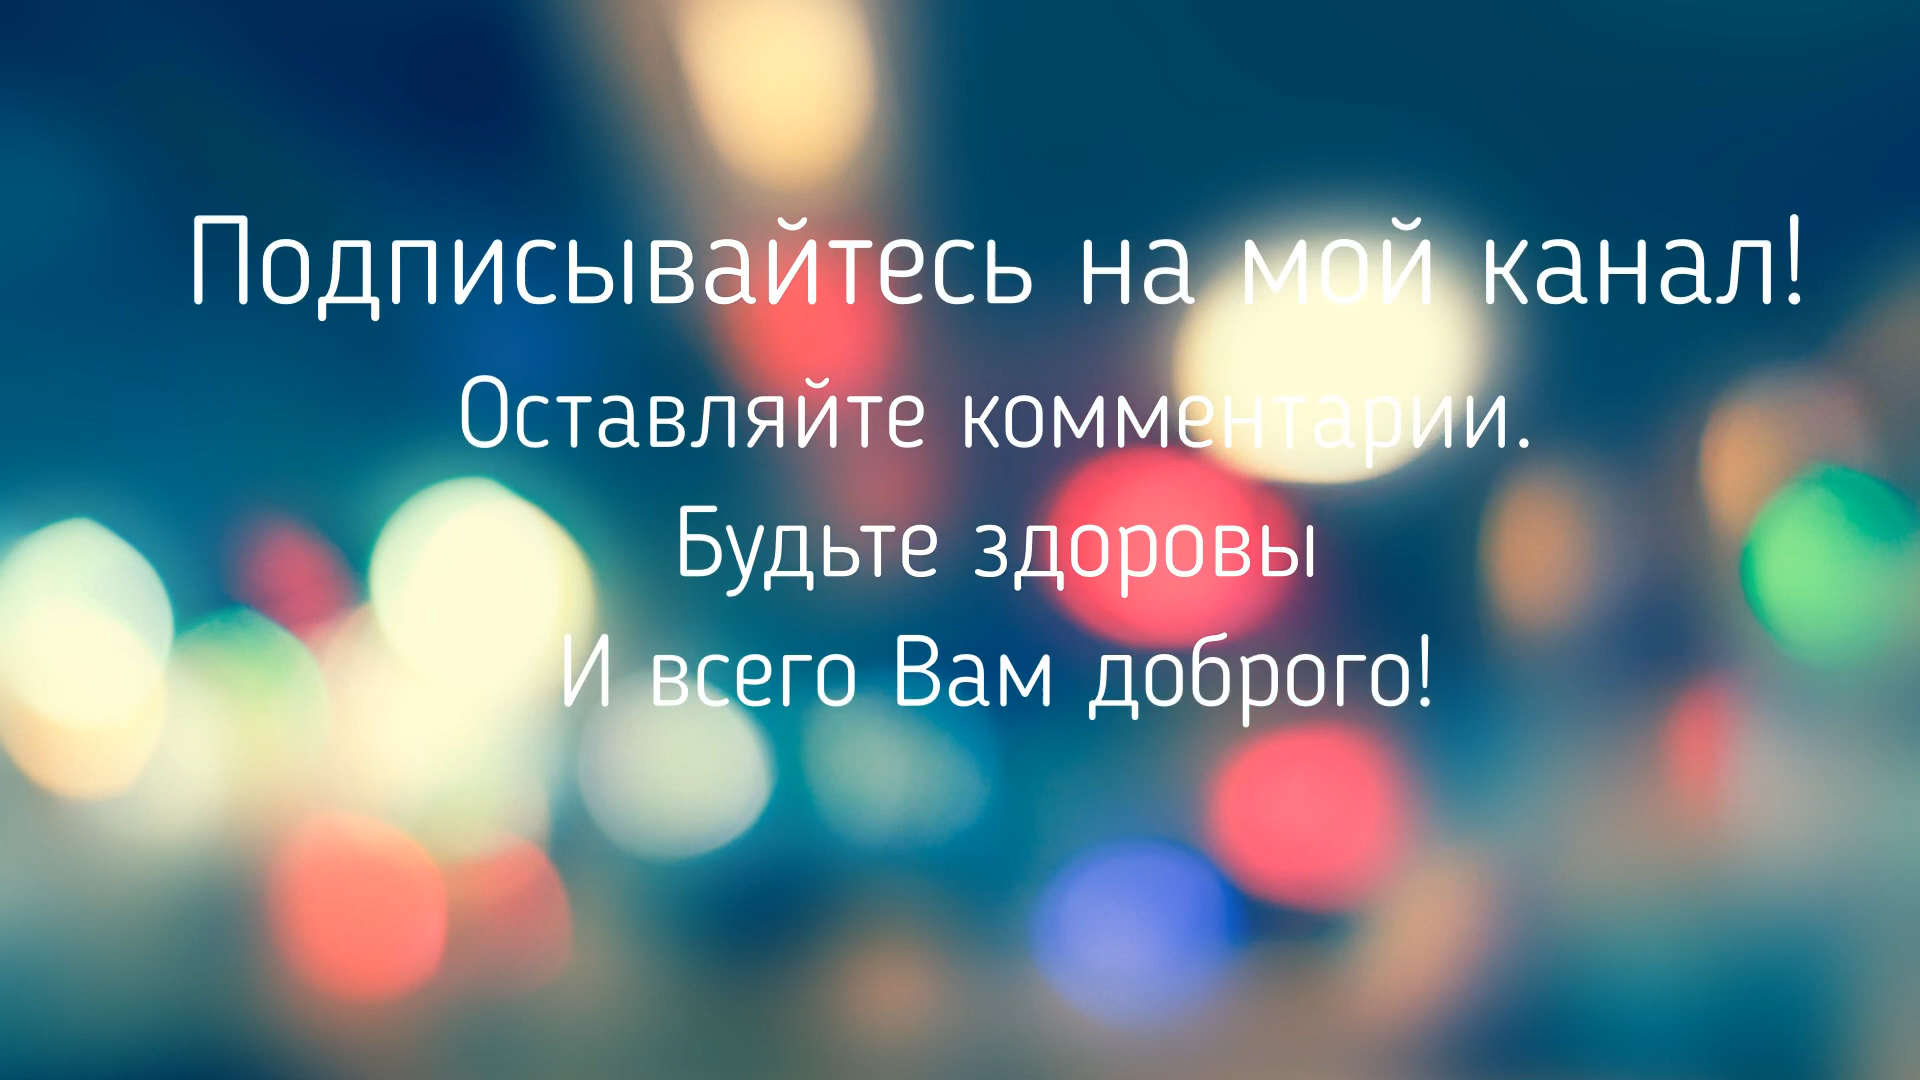 Подписывайтесь на мой канал!
Оставляйте комментарии.
Будьте здоровы
И всего Вам доброго!